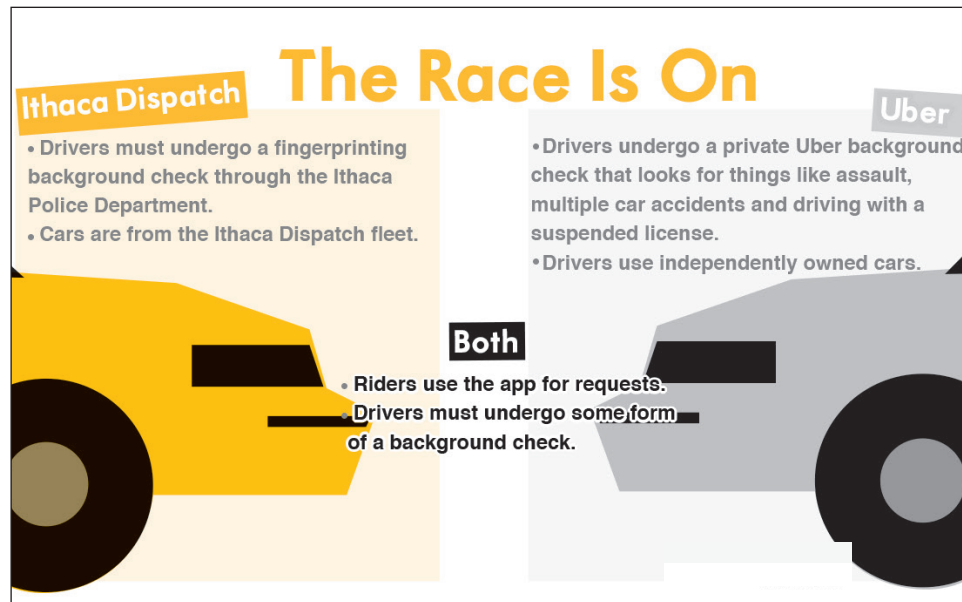 The Race Is On
Ithaca Dispatch
• Drivers must undergo a fingerprinting
background check through the Ithaca
Police Department.
• Cars are from the Ithaca Dispatch fleet.
Uber
•Drivers undergo a private Uber background
check that looks for things like assault,
multiple car accidents and driving with a
suspended license.
•Drivers use independently owned cars.
Both
• Riders use the app for requests.
• Drivers must undergo some form
of a background check.